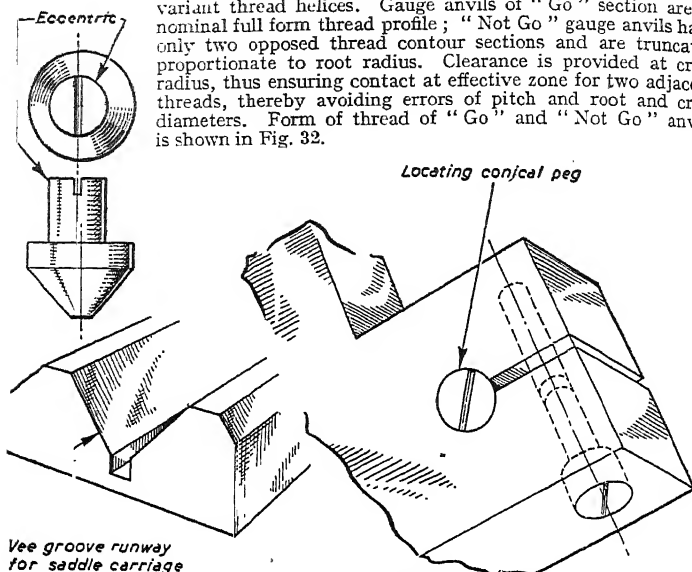 variant thread helices. Gauge anvils of " Go " section are
nominal full form thread profile ; " Not Go " gauge anvils
only two opposed thread contour sections and are
proportionate to root radius. Clearance is provided at
radius, thus ensuring contact at effective zone for two
threads, thereby avoiding errors of pitch and root and
diameters. Form of thread of " Go " and " Not Go "
is shown in Fig. 32.
Eccentric
Locating conical peg
Vee groove runway
for saddle carriage